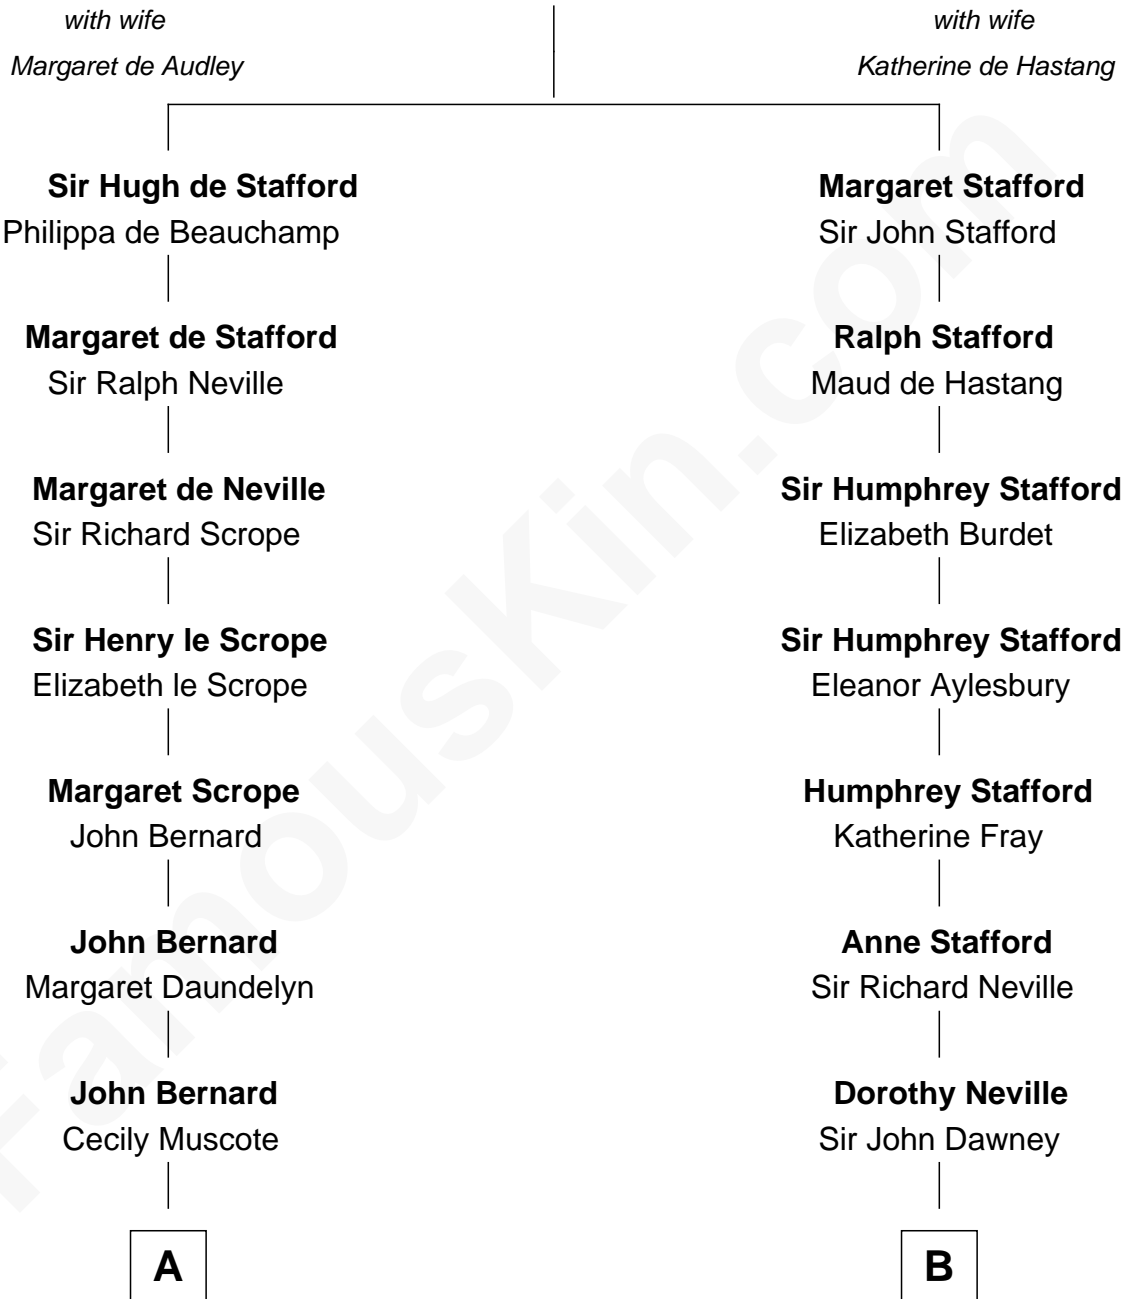 with wife
Margaret de Audley
with wife
Katherine de Hastang
Sir Hugh de Stafford
Philippa de Beauchamp
Margaret Stafford
Sir John Stafford
Margaret de Stafford
Sir Ralph Neville
Ralph Stafford
Maud de Hastang
Margaret de Neville
Sir Richard Scrope
Sir Humphrey Stafford
Elizabeth Burdet
Sir Henry le Scrope
Elizabeth le Scrope
Sir Humphrey Stafford
Eleanor Aylesbury
Margaret Scrope
John Bernard
Humphrey Stafford
Katherine Fray
John Bernard
Margaret Daundelyn
Anne Stafford
Sir Richard Neville
John Bernard
Cecily Muscote
Dorothy Neville
Sir John Dawney
A
B
FamousKin.com